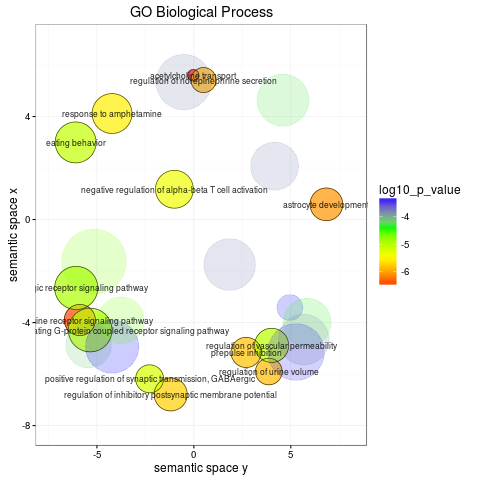 GO Biological Process
acetylcholine transport
regulation of norepinephrine secretion
response to amphetamine
eating behavior
negative regulation of alpha-beta T cell activation
astrocyte development
gic receptor signaling pathway
ine receptor signaling pathway
ating G-protein coupled receptor signaling pathway
regulation of vascular permeability
prepulse inhibition
regulation of urine volume
positive regulation of synaptic transmission, GABAergic
regulation of inhibitory postsynaptic membrane potential
4
0
-4
-8
-5
0
5
semantic space y
semantic space x
log10_p_value
-4
-5
-6